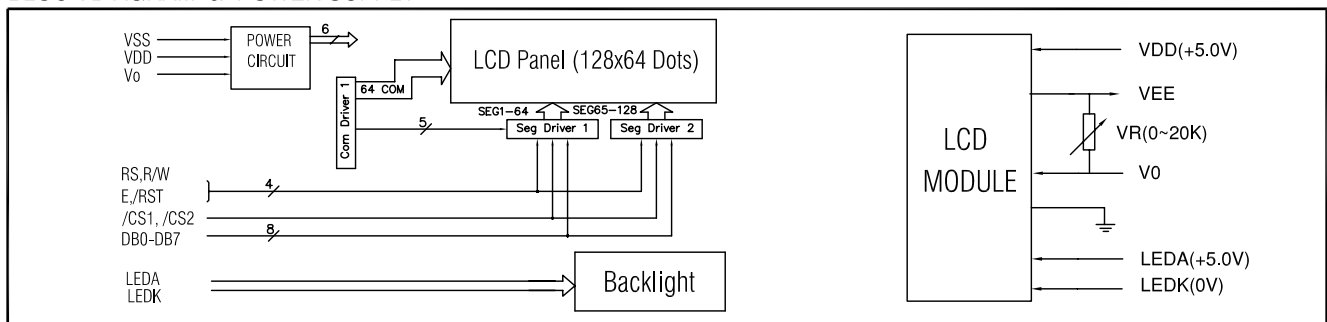 VSS
VDD
Vo
POWER
CIRCUIT
6
LCD Panel (128x64 Dots)
64 COM
Com Driver 1
SEG1-64
SEG65-128
5
Seg Driver 1
Seg Driver 2
RS,R/W
E,/RST
4
/CS1, /CS2
DB0-DB7
8
LEDA
LEDK
Backlight
LCD
MODULE
VDD(+5.0V)
VEE
VR(0~20K)
V0
LEDA(+5.0V)
LEDK(0V)